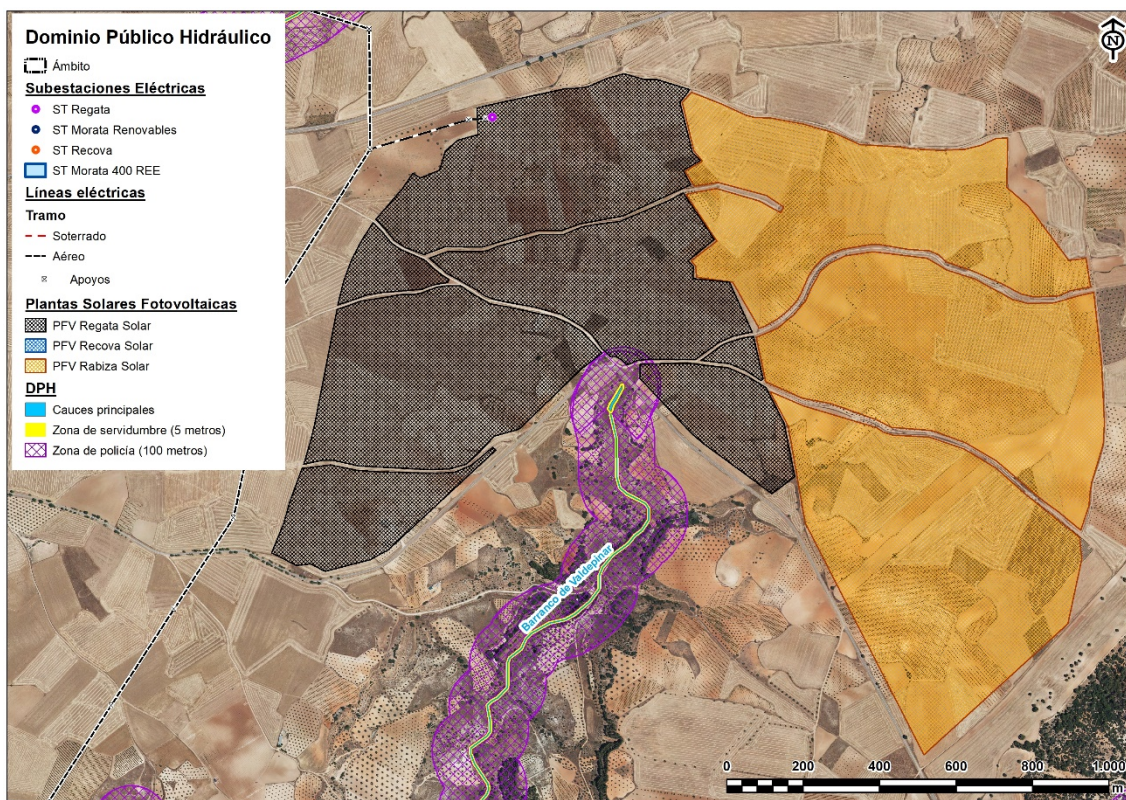 Dominio Público Hidráulico
Ámbito
Subestaciones Eléctricas
ST Regata
ST Morata Renovables
ST Recova
ST Morata 400 REE
Líneas eléctricas
Tramo
Soterrado
Aéreo
Apoyos
Plantas Solares Fotovoltaicas
PFV Regata Solar
PFV Recova Solar
PFV Rabiza Solar
DPH
Cauces principales
Zona de servidumbre (5 metros)
Zona de policía (100 metros)
N
Barranco de Valdepinar
0 200 400 600 800 1.000
m